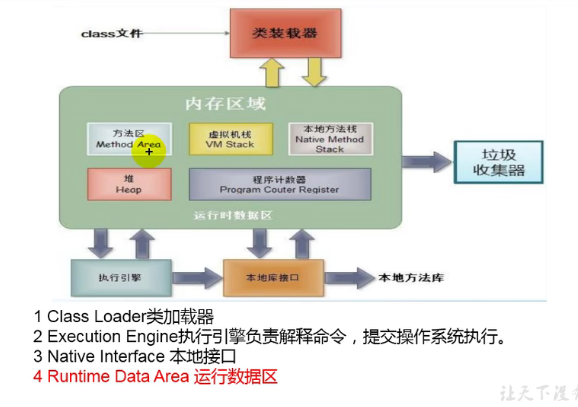 class文件
类装载器
内存区域
方法区
Method Area
虚拟机栈
VM Stack
本地方法栈
Native Method
Stack
堆
Heap
程序计数器
Program Couter Register
运行时数据区
垃圾
收集器
执行引擎
本地库接口
本地方法库
1 Class Loader类加载器
2 Execution Engine执行引擎负责解释命令，提交操作系统执行。
3 Native Interface 本地接口
4 Runtime Data Area 运行数据区
让天下没